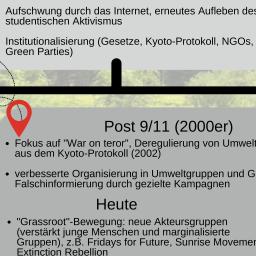 Aufschwung durch das Internet, erneutes Aufleben des
studentischen Aktivismus
Institutionalisierung (Gesetze, Kyoto-Protokoll, NGOs,
Green Parties)
Post 9/11 (2000er)
• Fokus auf "War on teror", Deregulierung von Umwelt
aus dem Kyoto-Protokoll (2002)
• verbesserte Organisierung in Umweltgruppen und G
Falschinformierung durch gezielte Kampagnen
Heute
• "Grassroot"-Bewegung: neue Akteursgruppen
(verstärkt junge Menschen und marginalisierte
Gruppen), z.B. Fridays for Future, Sunrise Movemen
Extinction Rebellion